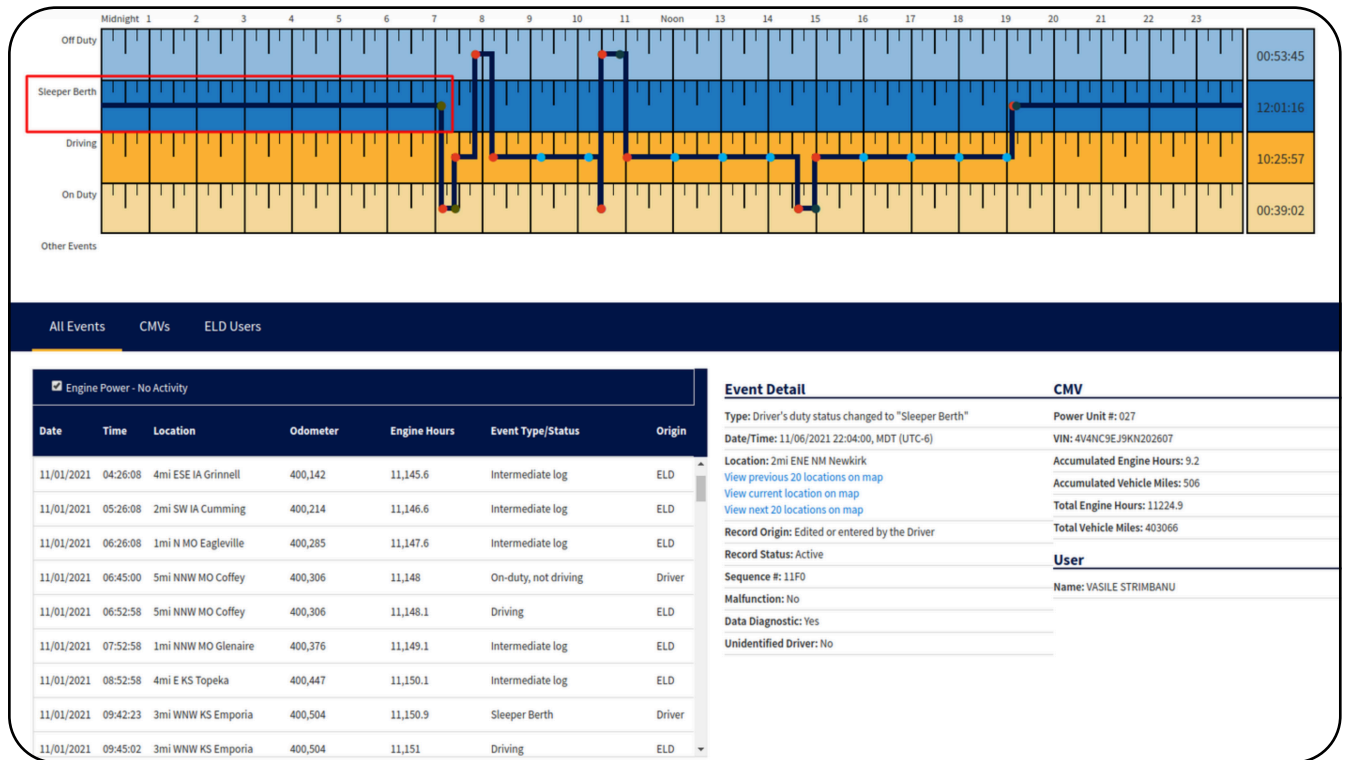 Midnight 1 2 3 4 5 6 7 8 9 10 11 Noon 13 14 15 16 17 18 19 20 21 22 23
Off Duty 00:53:45
Sleeper Berth 12:01:16
Driving 10:25:57
On Duty 00:39:02
Other Events
All Events CMVs ELD Users
Engine Power - No Activity
Date Time Location Odometer Engine Hours Event Type/Status Origin
11/01/2021 04:26:08 4mi ESE IA Grinnell 400,142 11,145.6 Intermediate log ELD
11/01/2021 05:26:08 2mi SW IA Cumming 400,214 11,146.6 Intermediate log ELD
11/01/2021 06:26:08 1mi N MO Eagleville 400,285 11,147.6 Intermediate log ELD
11/01/2021 06:45:00 5mi NNW MO Coffey 400,306 11,148 On-duty, not driving Driver
11/01/2021 06:52:58 5mi NNW MO Coffey 400,306 11,148.1 Driving ELD
11/01/2021 07:52:58 1mi NNW MO Glenaire 400,376 11,149.1 Intermediate log ELD
11/01/2021 08:52:58 4mi E KS Topeka 400,447 11,150.1 Intermediate log ELD
11/01/2021 09:42:23 3mi WNW KS Emporia 400,504 11,150.9 Sleeper Berth Driver
11/01/2021 09:45:02 3mi WNW KS Emporia 400,504 11,151 Driving ELD
Event Detail
Type: Driver's duty status changed to "Sleeper Berth"
Date/Time: 11/06/2021 22:04:00, MDT (UTC-6)
Location: 2mi ENE NM Newkirk
View previous 20 locations on map
View current location on map
View next 20 locations on map
Record Origin: Edited or entered by the Driver
Record Status: Active
Sequence #: 11F0
Malfunction: No
Data Diagnostic: Yes
Unidentified Driver: No
CMV
Power Unit #: 027
VIN: 4V4NC9EJ9KN202607
Accumulated Engine Hours: 9.2
Accumulated Vehicle Miles: 506
Total Engine Hours: 11224.9
Total Vehicle Miles: 403066
User
Name: VASILE STRIMBANU